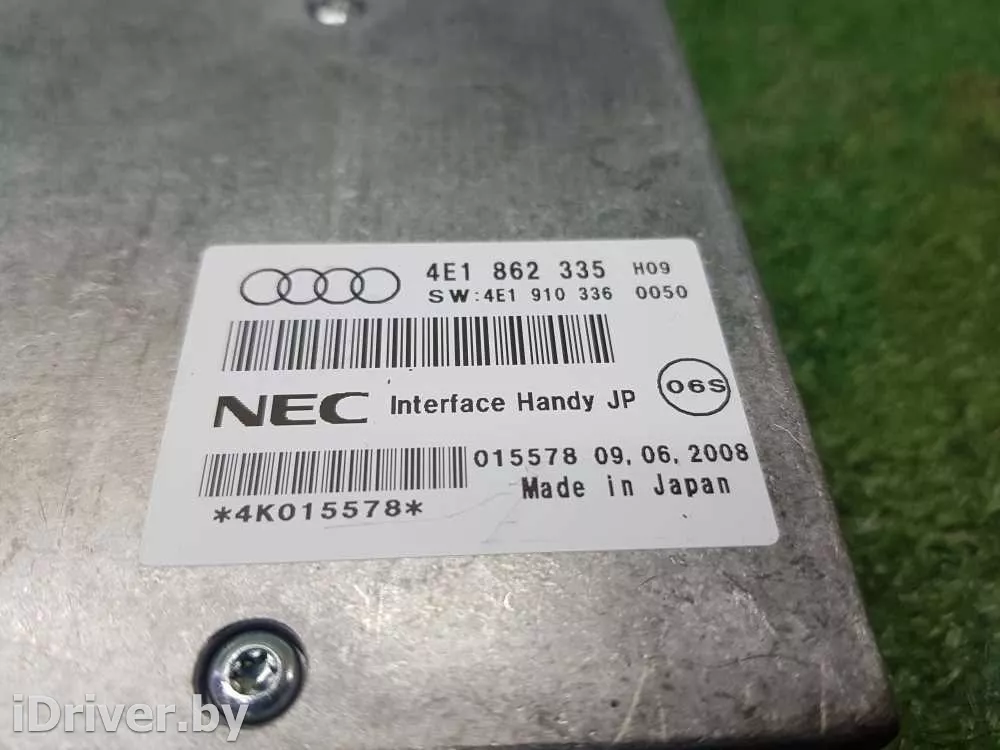 4E1 862 335 H09
SW:4E1 910 336 0050
NEC Interface Handy JP 06S
015578 09.06.2008
Made in Japan
*4K015578*
iDriver.by